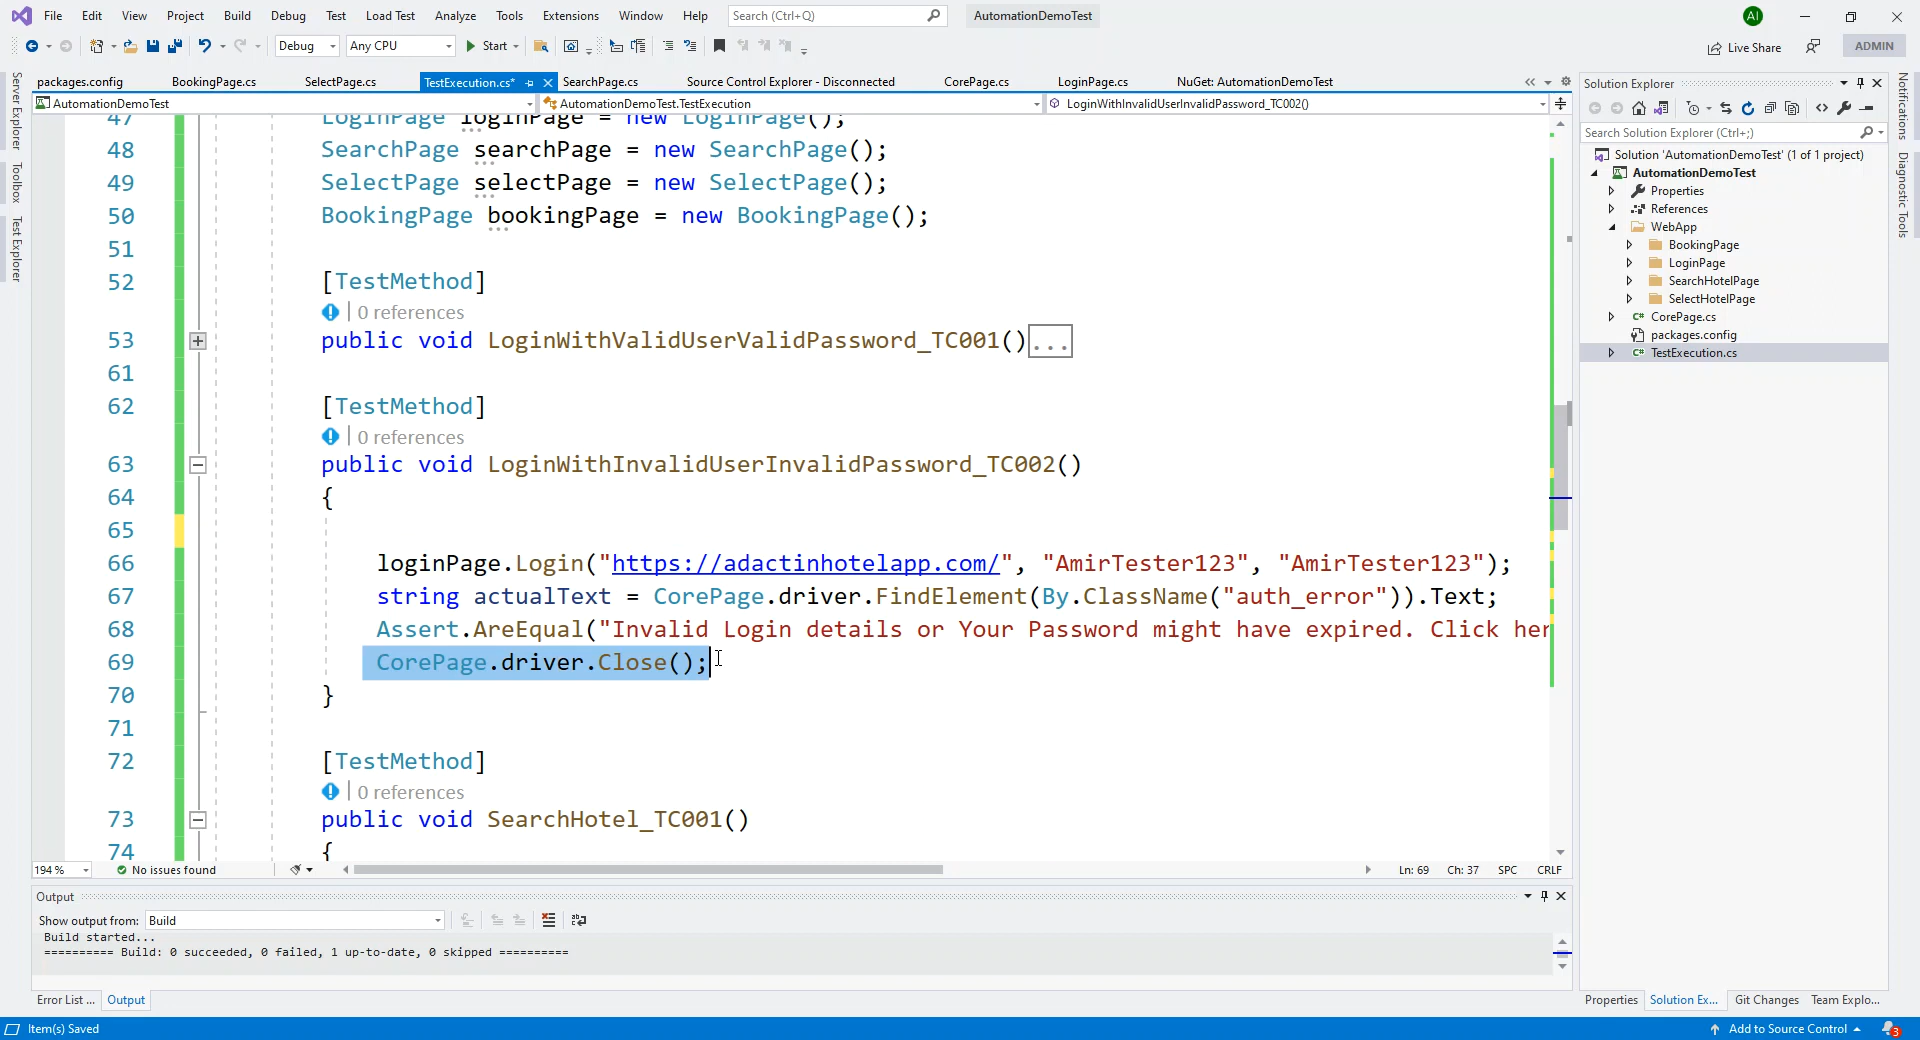 File Edit View Project Build Debug Test Load Test Analyze Tools Extensions Window Help Search (Ctrl+Q) AutomationDemoTest AI
Debug Any CPU Start Live Share ADMIN
packages.config BookingPage.cs SelectPage.cs TestExecution.cs* SearchPage.cs Source Control Explorer - Disconnected CorePage.cs LoginPage.cs NuGet: AutomationDemoTest
AutomationDemoTest AutomationDemoTest.TestExecution LoginWithInvalidUserInvalidPassword_TC002()
Server Explorer
Toolbox
Test Explorer
47 LoginPage loginPage = new LoginPage();
48 SearchPage searchPage = new SearchPage();
49 SelectPage selectPage = new SelectPage();
50 BookingPage bookingPage = new BookingPage();
51
52 [TestMethod]
0 references
53 public void LoginWithValidUserValidPassword_TC001()...
61
62 [TestMethod]
0 references
63 public void LoginWithInvalidUserInvalidPassword_TC002()
64 {
65
66 loginPage.Login("https://adactinhotelapp.com/", "AmirTester123", "AmirTester123");
67 string actualText = CorePage.driver.FindElement(By.ClassName("auth_error")).Text;
68 Assert.AreEqual("Invalid Login details or Your Password might have expired. Click her
69 CorePage.driver.Close();
70 }
71
72 [TestMethod]
0 references
73 public void SearchHotel_TC001()
74 {
194 % No issues found Ln: 69 Ch: 37 SPC CRLF
Output
Show output from: Build
Build started...
========== Build: 0 succeeded, 0 failed, 1 up-to-date, 0 skipped ==========
Error List ... Output
Solution Explorer
Search Solution Explorer (Ctrl+;)
Solution 'AutomationDemoTest' (1 of 1 project)
AutomationDemoTest
Properties
References
WebApp
BookingPage
LoginPage
SearchHotelPage
SelectHotelPage
C# CorePage.cs
packages.config
C# TestExecution.cs
Properties Solution Ex... Git Changes Team Explo...
Notifications
Diagnostic Tools
Item(s) Saved Add to Source Control 3